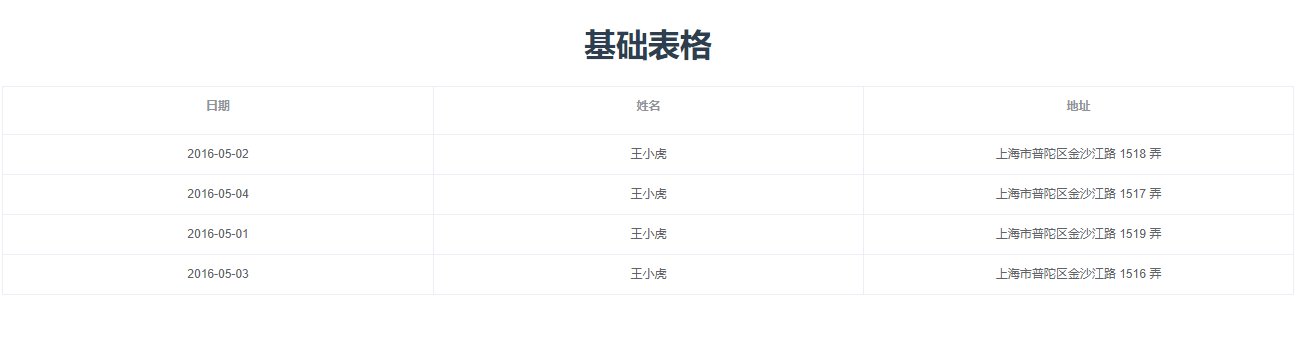 基础表格
日期 姓名 地址
2016-05-02 王小虎 上海市普陀区金沙江路 1518 弄
2016-05-04 王小虎 上海市普陀区金沙江路 1517 弄
2016-05-01 王小虎 上海市普陀区金沙江路 1519 弄
2016-05-03 王小虎 上海市普陀区金沙江路 1516 弄